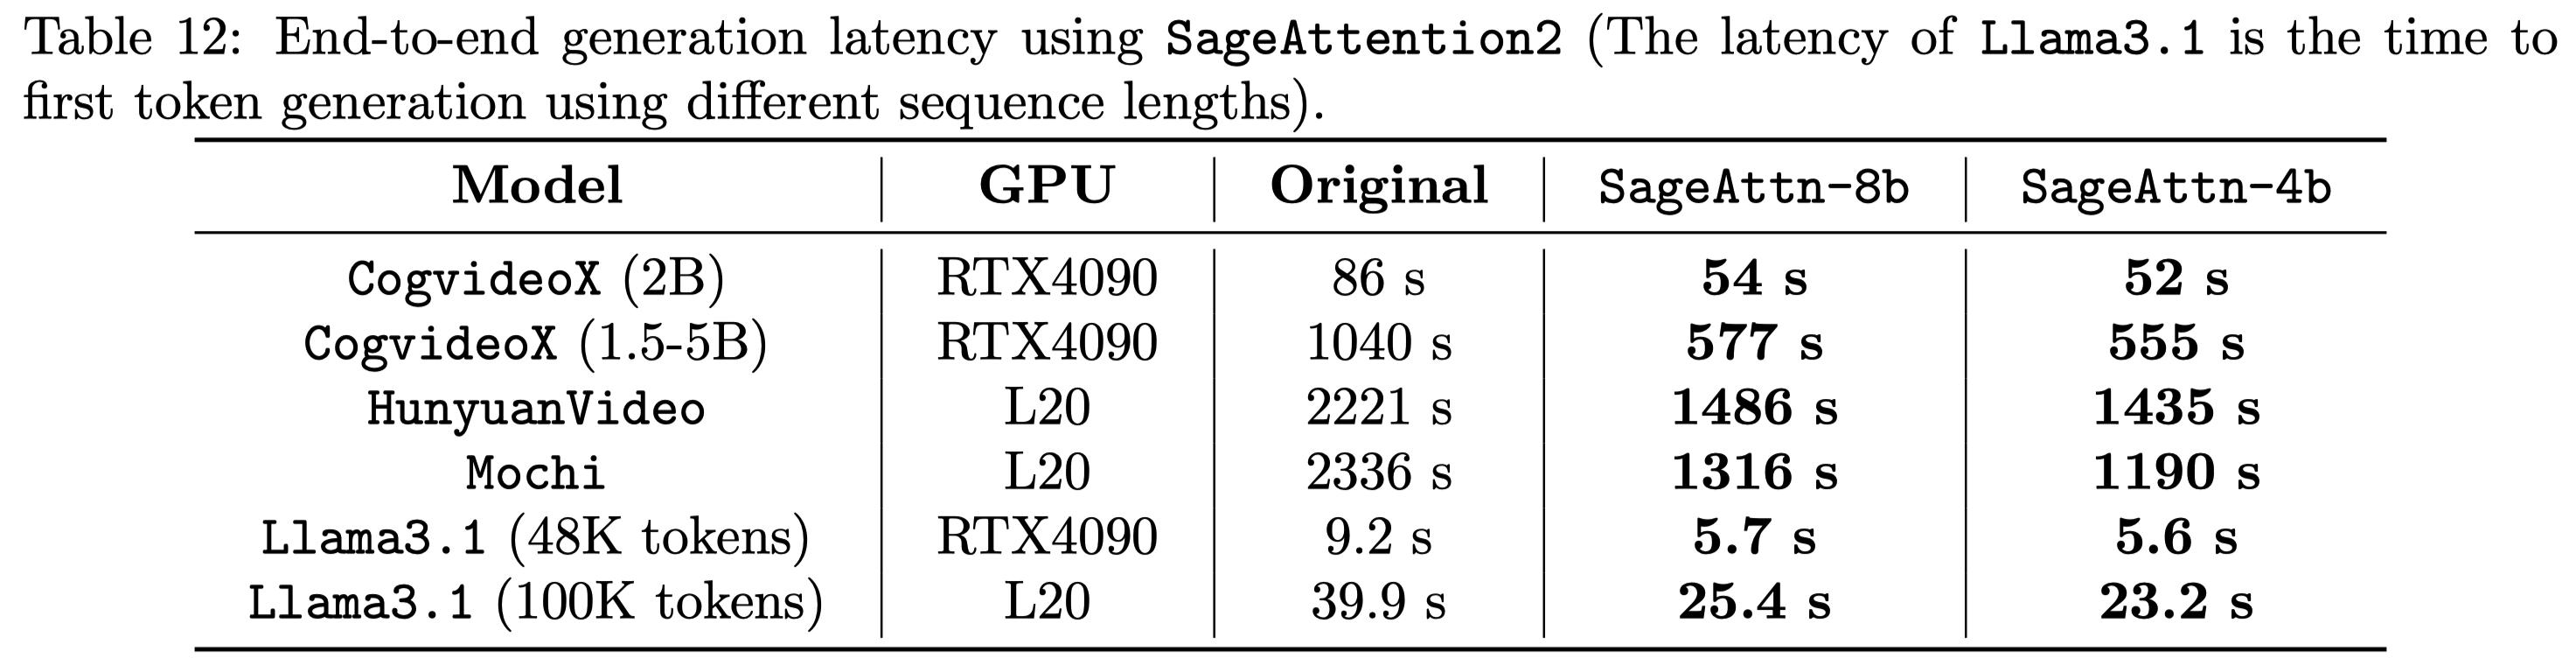 Table 12: End-to-end generation latency using SageAttention2 (The latency of Llama3.1 is the time to
first token generation using different sequence lengths).
Model GPU Original SageAttn-8b SageAttn-4b
CogvideoX (2B) RTX4090 86 s 54 s 52 s
CogvideoX (1.5-5B) RTX4090 1040 s 577 s 555 s
HunyuanVideo L20 2221 s 1486 s 1435 s
Mochi L20 2336 s 1316 s 1190 s
Llama3.1 (48K tokens) RTX4090 9.2 s 5.7 s 5.6 s
Llama3.1 (100K tokens) L20 39.9 s 25.4 s 23.2 s